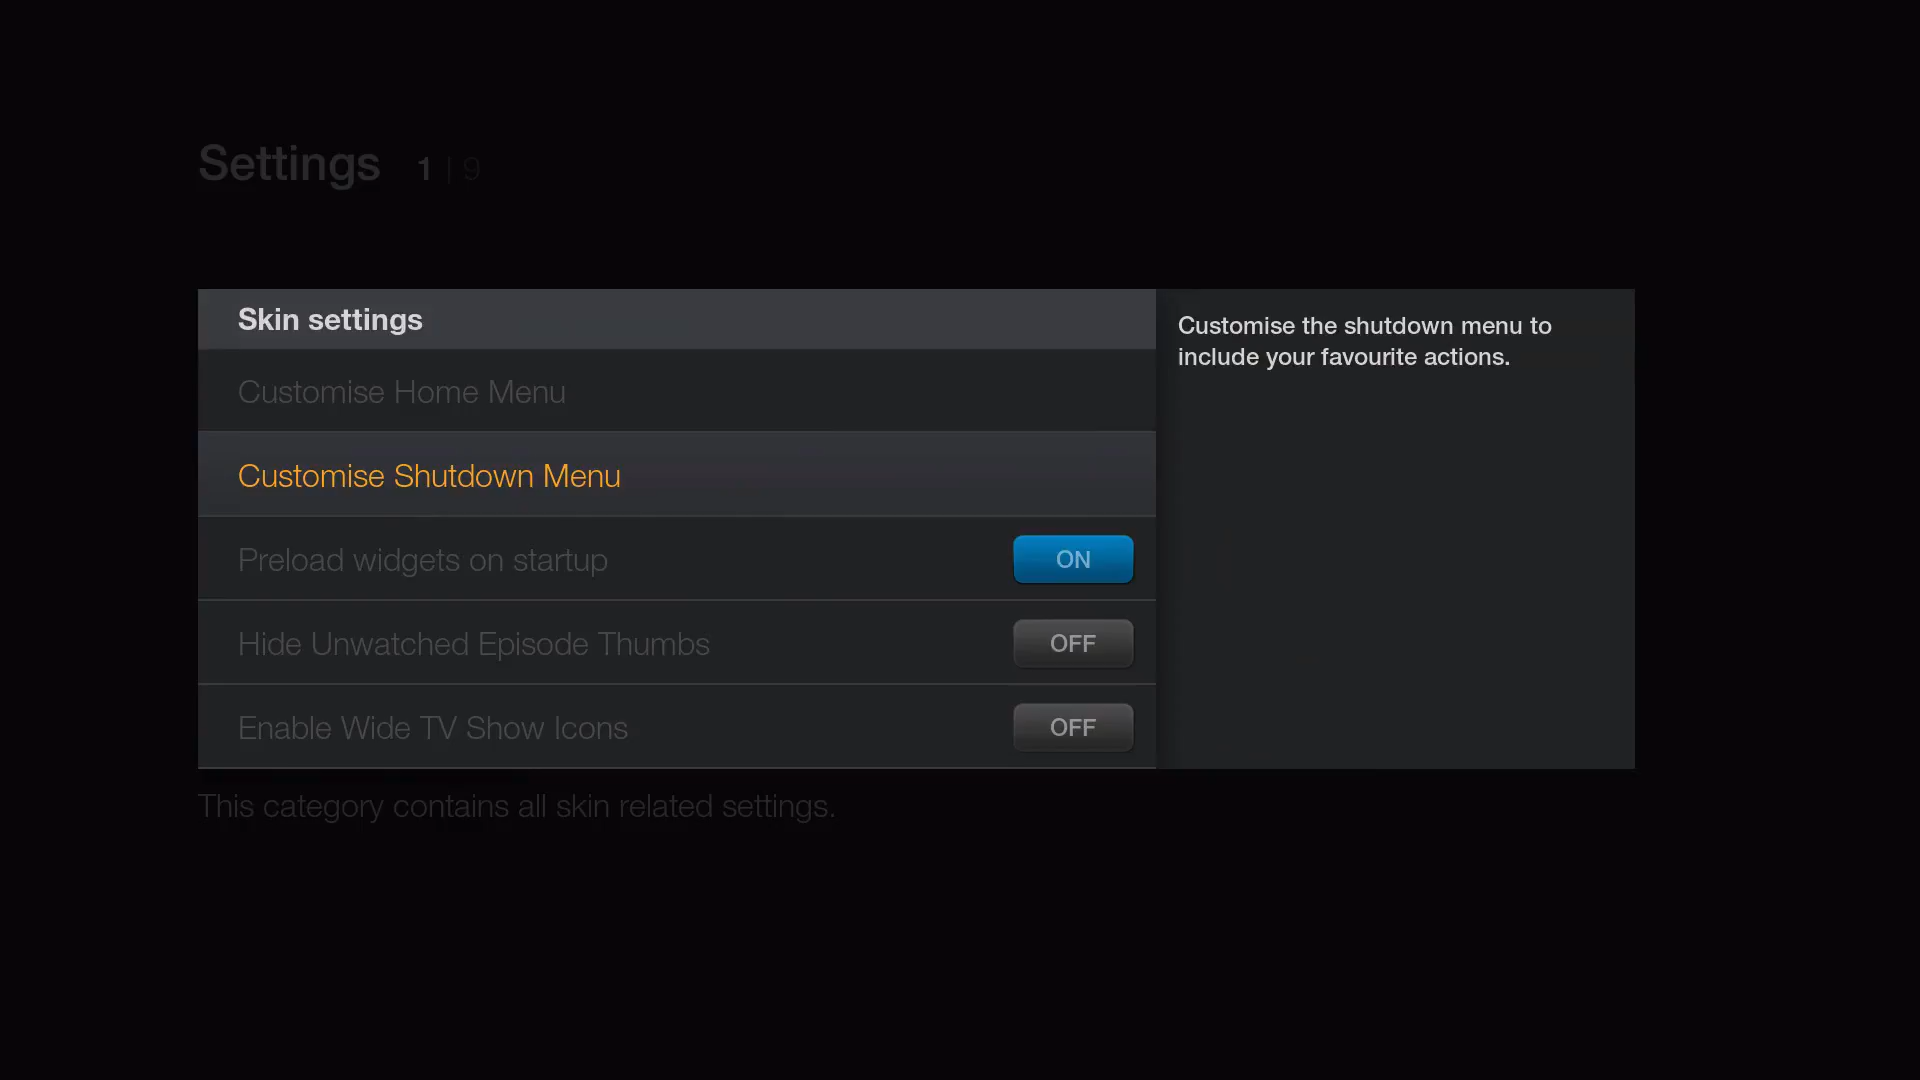 Settings 1 | 9
Skin settings
Customise Home Menu
Customise Shutdown Menu
Preload widgets on startup ON
Hide Unwatched Episode Thumbs OFF
Enable Wide TV Show Icons OFF
Customise the shutdown menu to
include your favourite actions.
This category contains all skin related settings.